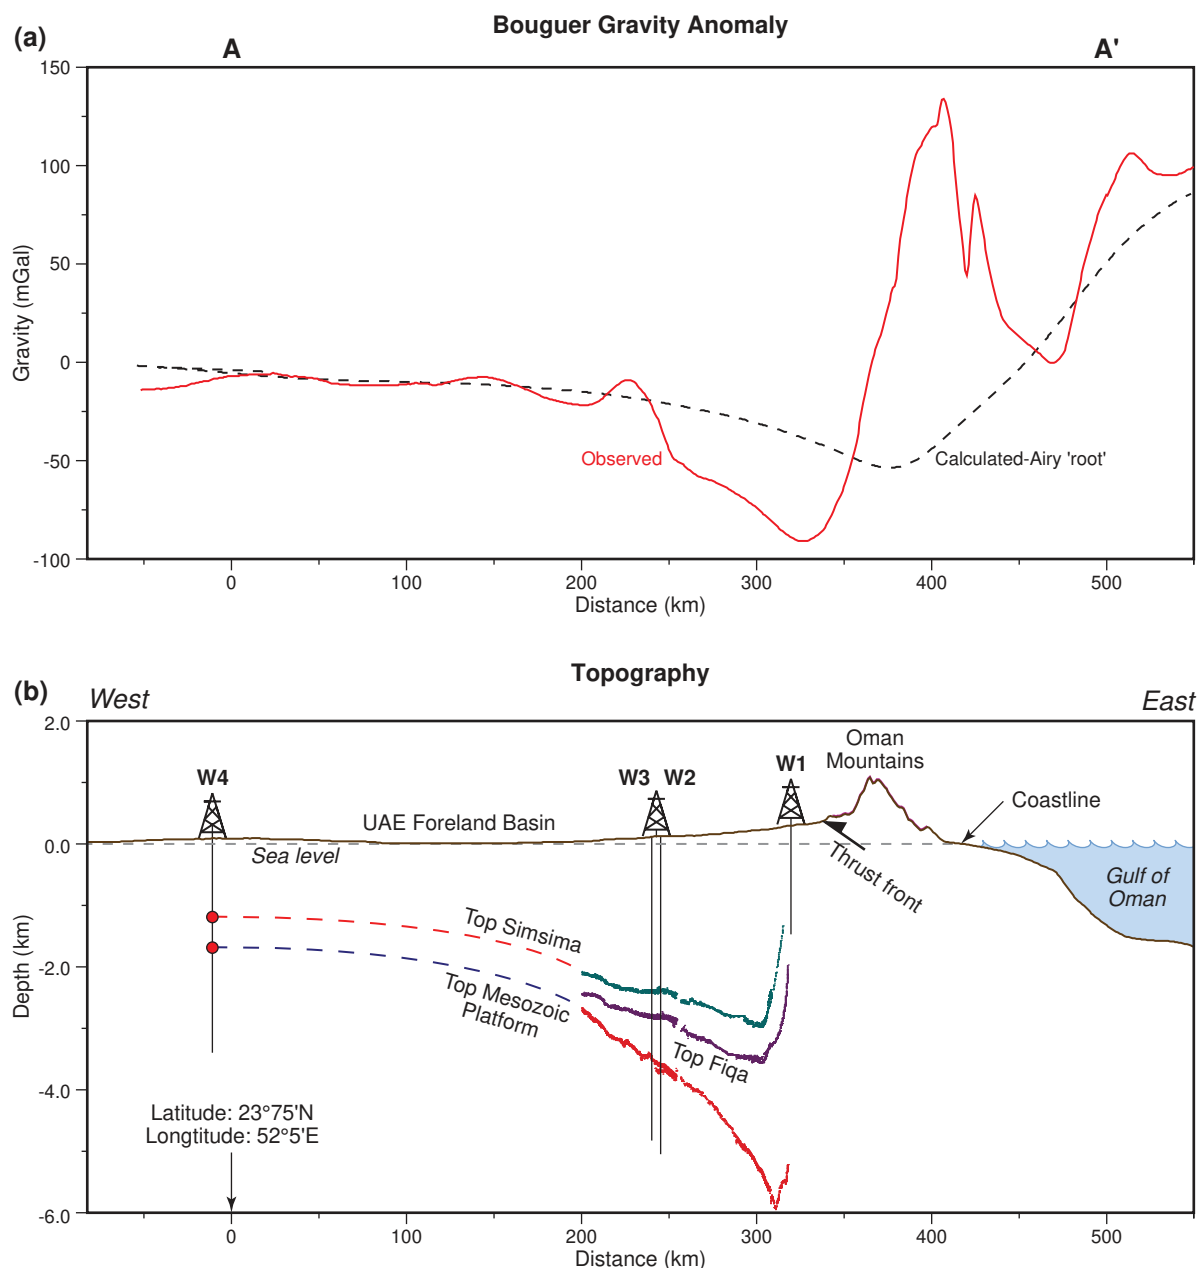 (a)
Bouguer Gravity Anomaly
A
A'
150
100
50
0
-50
-100
Gravity (mGal)
Observed
Calculated-Airy 'root'
0
100
200
300
400
500
Distance (km)
(b)
Topography
West
East
2.0
0.0
-2.0
-4.0
-6.0
Depth (km)
W4
W3
W2
W1
Oman
Mountains
Coastline
UAE Foreland Basin
Sea level
Thrust front
Gulf of
Oman
Top Simsima
Top Mesozoic
Platform
Top Fiqa
Latitude: 23°75'N
Longtitude: 52°5'E
0
100
200
300
400
500
Distance (km)